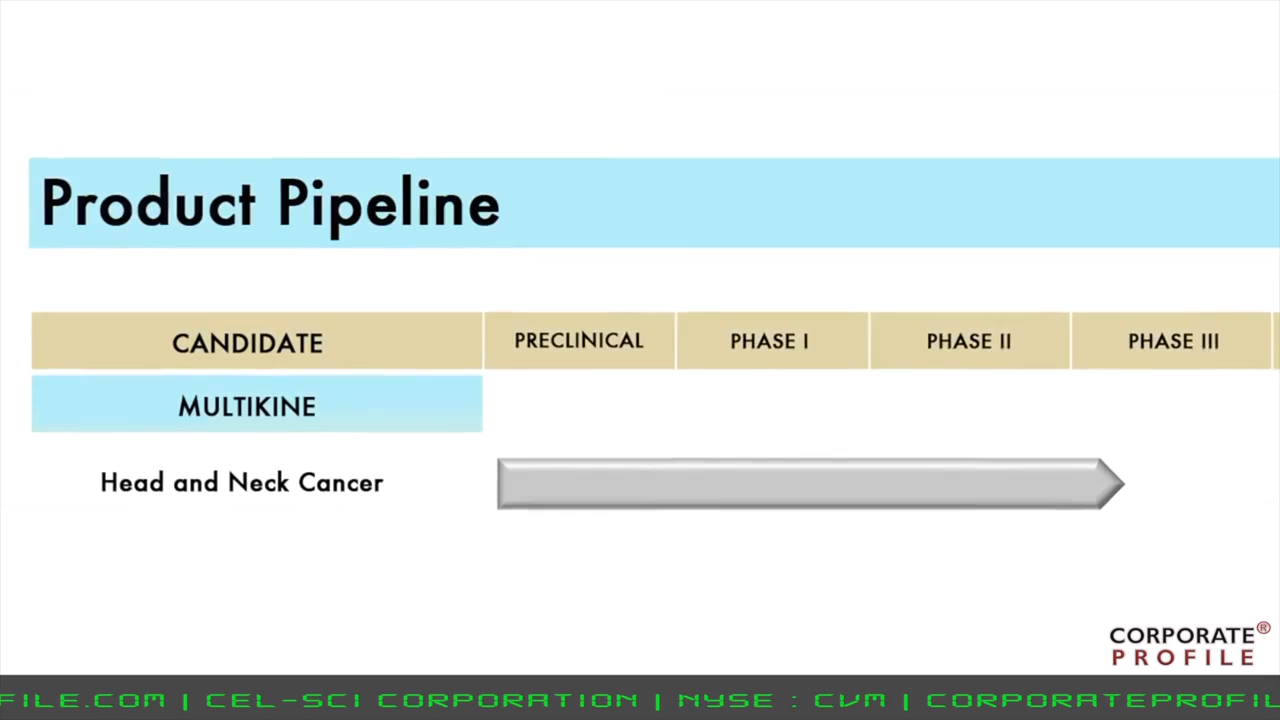 Product Pipeline
CANDIDATE PRECLINICAL PHASE I PHASE II PHASE III
MULTIKINE
Head and Neck Cancer
CORPORATE®
PROFILE
FILE.COM | CEL-SCI CORPORATION | NYSE : CVM | CORPORATEPROFIL